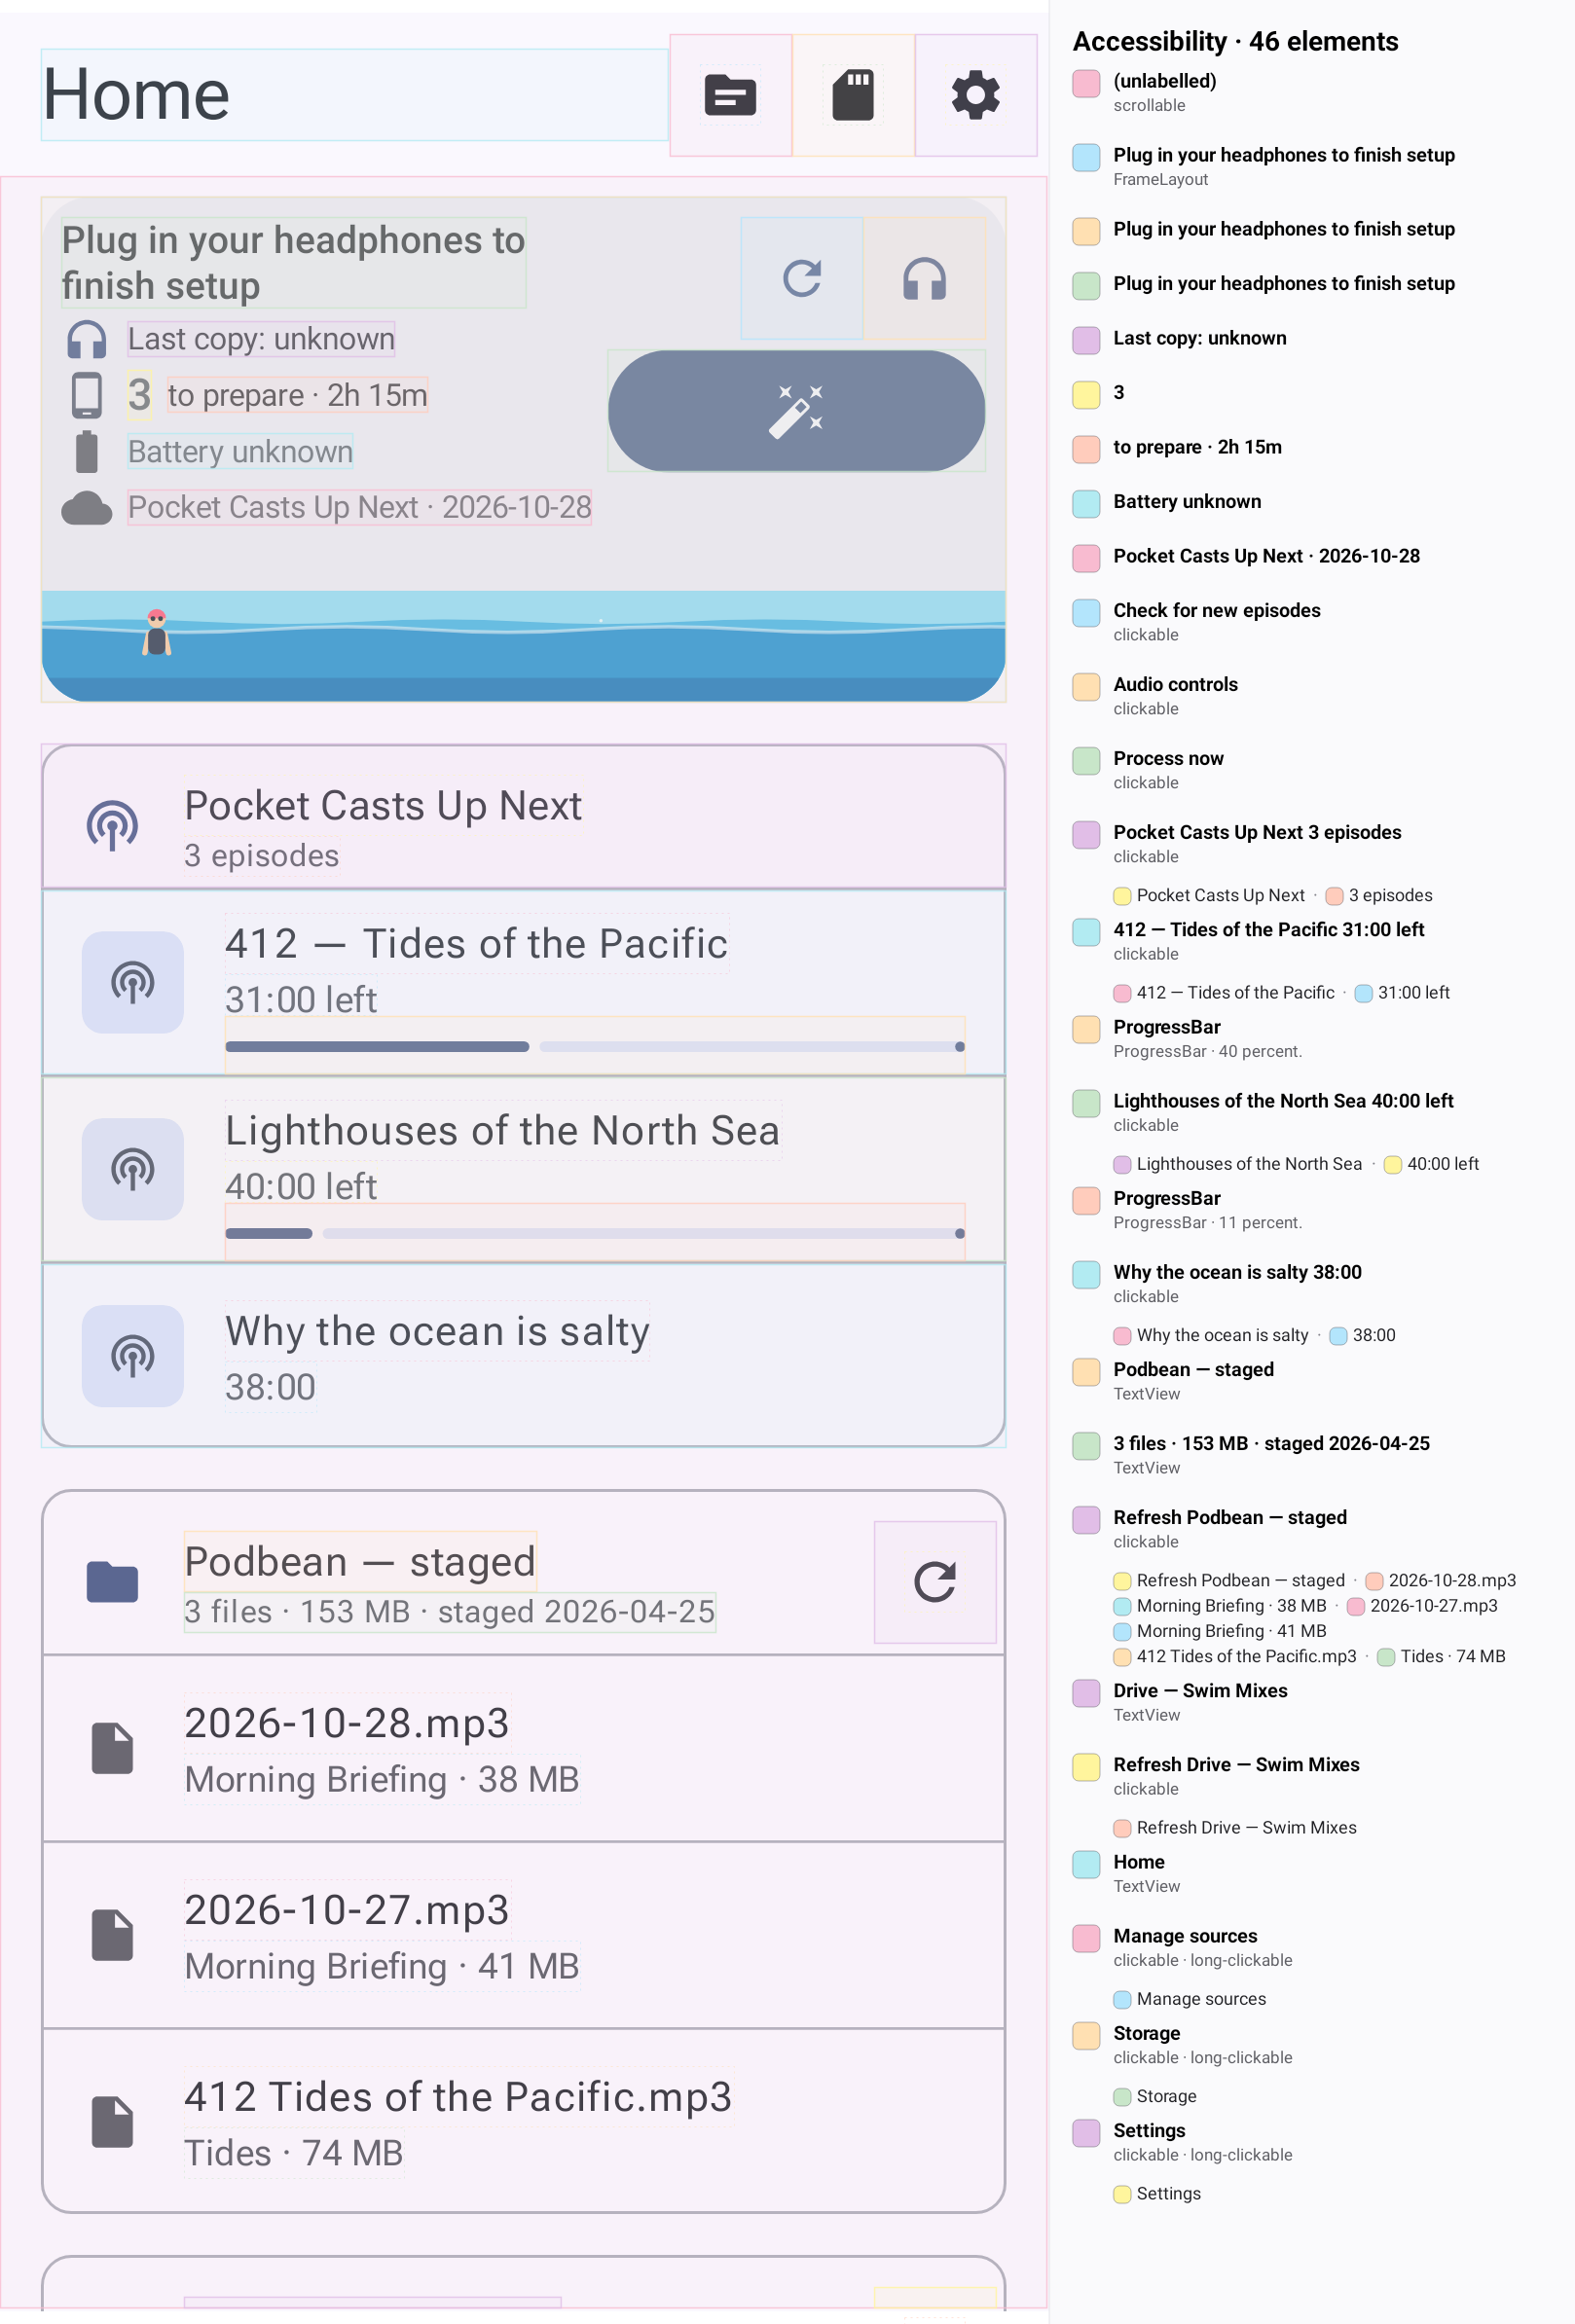 Home
Plug in your headphones to
finish setup
Last copy: unknown
3 to prepare · 2h 15m
Battery unknown
Pocket Casts Up Next · 2026-10-28
Pocket Casts Up Next
3 episodes
412 — Tides of the Pacific
31:00 left
Lighthouses of the North Sea
40:00 left
Why the ocean is salty
38:00
Podbean — staged
3 files · 153 MB · staged 2026-04-25
2026-10-28.mp3
Morning Briefing · 38 MB
2026-10-27.mp3
Morning Briefing · 41 MB
412 Tides of the Pacific.mp3
Tides · 74 MB
Accessibility · 46 elements
(unlabelled)
scrollable
Plug in your headphones to finish setup
FrameLayout
Plug in your headphones to finish setup
Plug in your headphones to finish setup
Last copy: unknown
3
to prepare · 2h 15m
Battery unknown
Pocket Casts Up Next · 2026-10-28
Check for new episodes
clickable
Audio controls
clickable
Process now
clickable
Pocket Casts Up Next 3 episodes
clickable
Pocket Casts Up Next · 3 episodes
412 — Tides of the Pacific 31:00 left
clickable
412 — Tides of the Pacific · 31:00 left
ProgressBar
ProgressBar · 40 percent.
Lighthouses of the North Sea 40:00 left
clickable
Lighthouses of the North Sea · 40:00 left
ProgressBar
ProgressBar · 11 percent.
Why the ocean is salty 38:00
clickable
Why the ocean is salty · 38:00
Podbean — staged
TextView
3 files · 153 MB · staged 2026-04-25
TextView
Refresh Podbean — staged
clickable
Refresh Podbean — staged · 2026-10-28.mp3
Morning Briefing · 38 MB · 2026-10-27.mp3
Morning Briefing · 41 MB
412 Tides of the Pacific.mp3 · Tides · 74 MB
Drive — Swim Mixes
TextView
Refresh Drive — Swim Mixes
clickable
Refresh Drive — Swim Mixes
Home
TextView
Manage sources
clickable · long-clickable
Manage sources
Storage
clickable · long-clickable
Storage
Settings
clickable · long-clickable
Settings